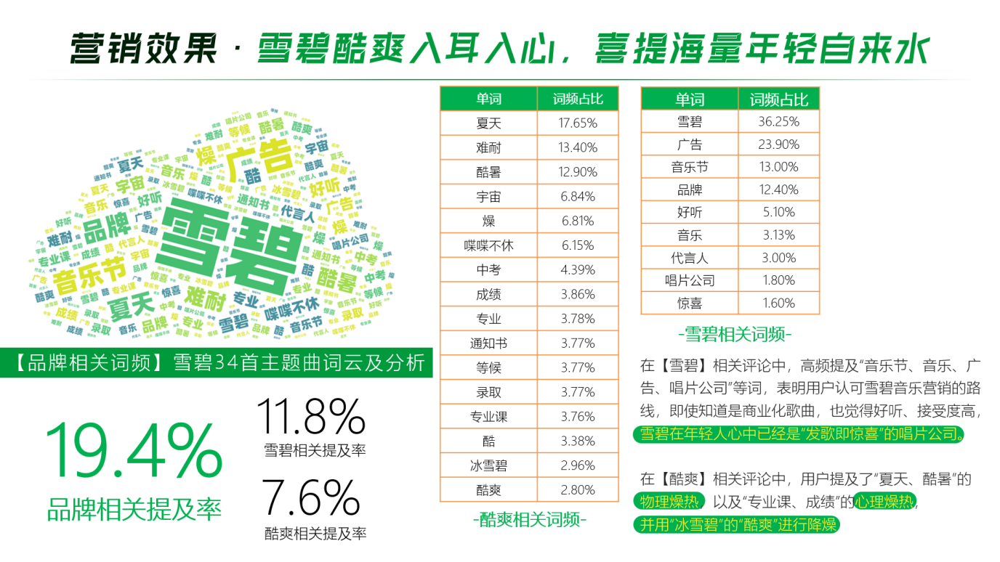 营销效果·雪碧酷爽入耳入心，喜提海量年轻自来水
雪碧
广告
音乐节
品牌
夏天
难耐
酷暑
喋喋不休
燥
宇宙
好听
代言人
通知书
音乐
专业课
成绩
专业
中考
录取
等候
惊喜
唱片公司
冰雪碧
酷爽
酷
【品牌相关词频】雪碧34首主题曲词云及分析
19.4%
品牌相关提及率
11.8%
雪碧相关提及率
7.6%
酷爽相关提及率
单词 词频占比
夏天 17.65%
难耐 13.40%
酷暑 12.90%
宇宙 6.84%
燥 6.81%
喋喋不休 6.15%
中考 4.39%
成绩 3.86%
专业 3.78%
通知书 3.77%
等候 3.77%
录取 3.77%
专业课 3.76%
酷 3.38%
冰雪碧 2.96%
酷爽 2.80%
-酷爽相关词频-
单词 词频占比
雪碧 36.25%
广告 23.90%
音乐节 13.00%
品牌 12.40%
好听 5.10%
音乐 3.13%
代言人 3.00%
唱片公司 1.80%
惊喜 1.60%
-雪碧相关词频-
在【雪碧】相关评论中，高频提及“音乐节、音乐、广
告、唱片公司”等词，表明用户认可雪碧音乐营销的路
线，即使知道是商业化歌曲，也觉得好听、接受度高，
雪碧在年轻人心中已经是“发歌即惊喜”的唱片公司。
在【酷爽】相关评论中，用户提及了“夏天、酷暑”的
物理燥热，以及“专业课、成绩”的心理燥热，
并用“冰雪碧”的“酷爽”进行降燥